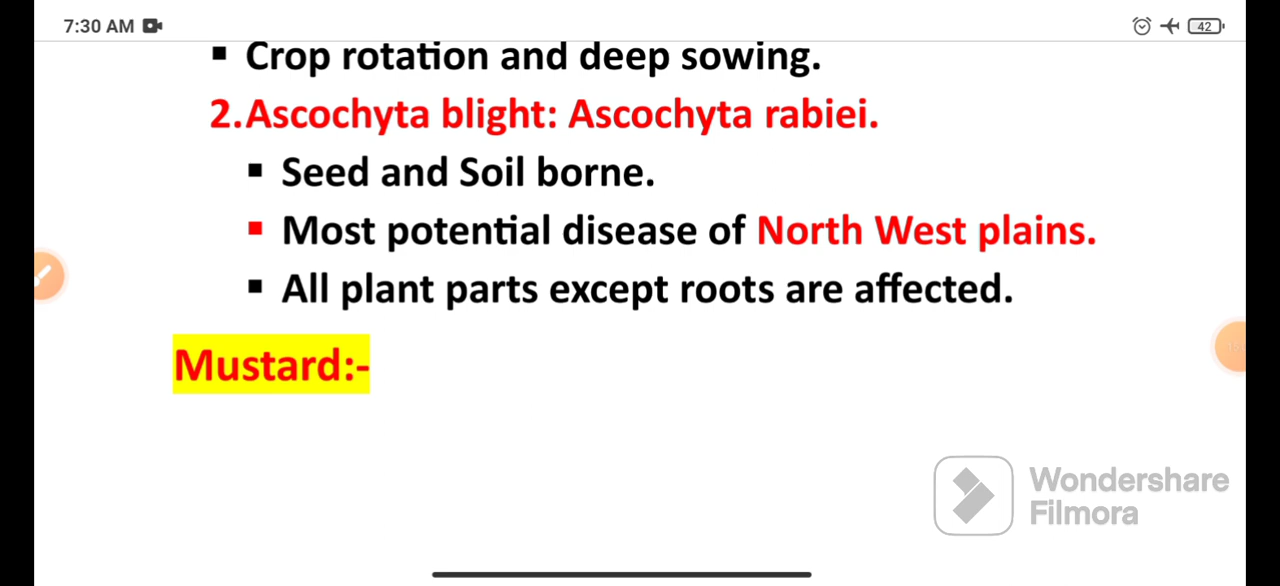 7:30 AM
42
▪ Crop rotation and deep sowing.
2.Ascochyta blight: Ascochyta rabiei.
▪ Seed and Soil borne.
▪ Most potential disease of North West plains.
▪ All plant parts except roots are affected.
Mustard:-
Wondershare
Filmora